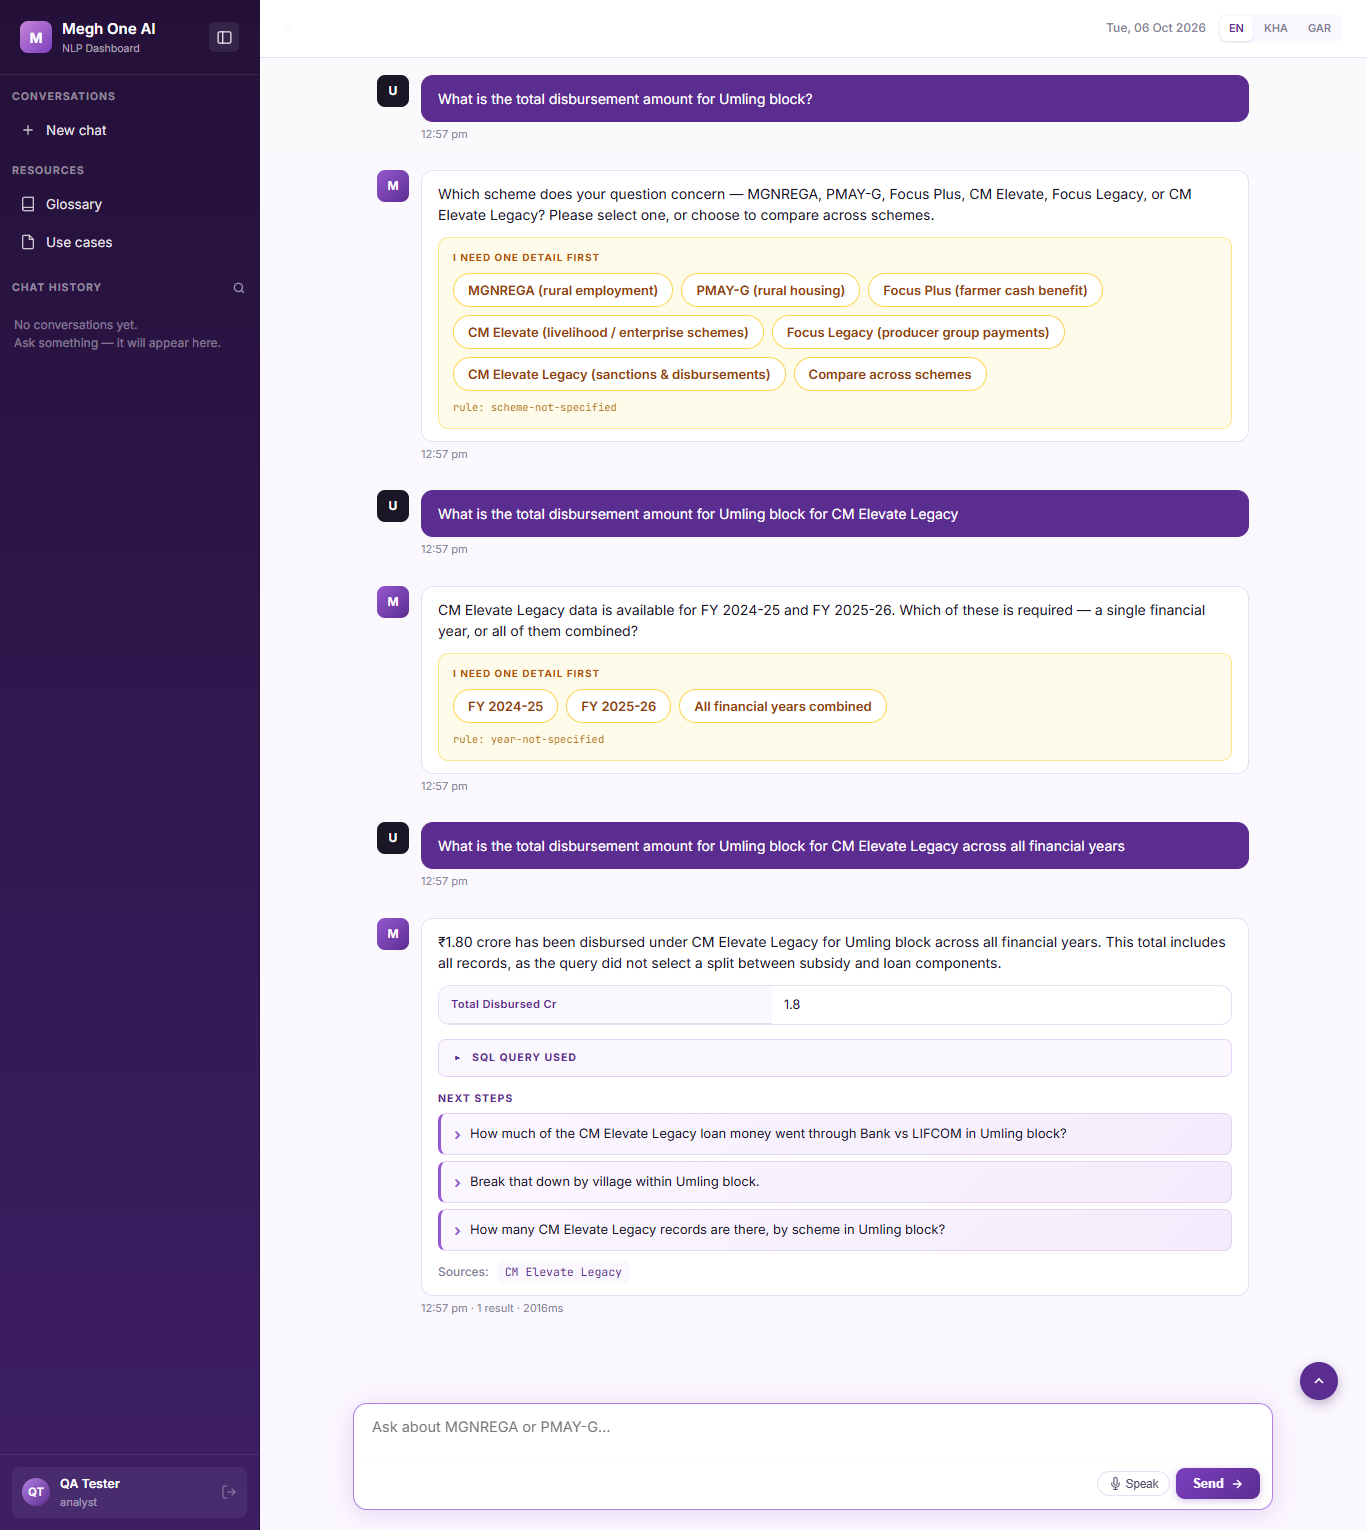 M
Megh One AI
NLP Dashboard
CONVERSATIONS
New chat
RESOURCES
Glossary
Use cases
CHAT HISTORY
No conversations yet.
Ask something — it will appear here.
QT
QA Tester
analyst
Tue, 06 Oct 2026
EN
KHA
GAR
U
What is the total disbursement amount for Umling block?
12:57 pm
M
Which scheme does your question concern — MGNREGA, PMAY-G, Focus Plus, CM Elevate, Focus Legacy, or CM
Elevate Legacy? Please select one, or choose to compare across schemes.
I NEED ONE DETAIL FIRST
MGNREGA (rural employment)
PMAY-G (rural housing)
Focus Plus (farmer cash benefit)
CM Elevate (livelihood / enterprise schemes)
Focus Legacy (producer group payments)
CM Elevate Legacy (sanctions & disbursements)
Compare across schemes
rule: scheme-not-specified
12:57 pm
U
What is the total disbursement amount for Umling block for CM Elevate Legacy
12:57 pm
M
CM Elevate Legacy data is available for FY 2024-25 and FY 2025-26. Which of these is required — a single financial
year, or all of them combined?
I NEED ONE DETAIL FIRST
FY 2024-25
FY 2025-26
All financial years combined
rule: year-not-specified
12:57 pm
U
What is the total disbursement amount for Umling block for CM Elevate Legacy across all financial years
12:57 pm
M
₹1.80 crore has been disbursed under CM Elevate Legacy for Umling block across all financial years. This total includes
all records, as the query did not select a split between subsidy and loan components.
Total Disbursed Cr
1.8
SQL QUERY USED
NEXT STEPS
How much of the CM Elevate Legacy loan money went through Bank vs LIFCOM in Umling block?
Break that down by village within Umling block.
How many CM Elevate Legacy records are there, by scheme in Umling block?
Sources: CM Elevate Legacy
12:57 pm · 1 result · 2016ms
Ask about MGNREGA or PMAY-G...
Speak
Send →